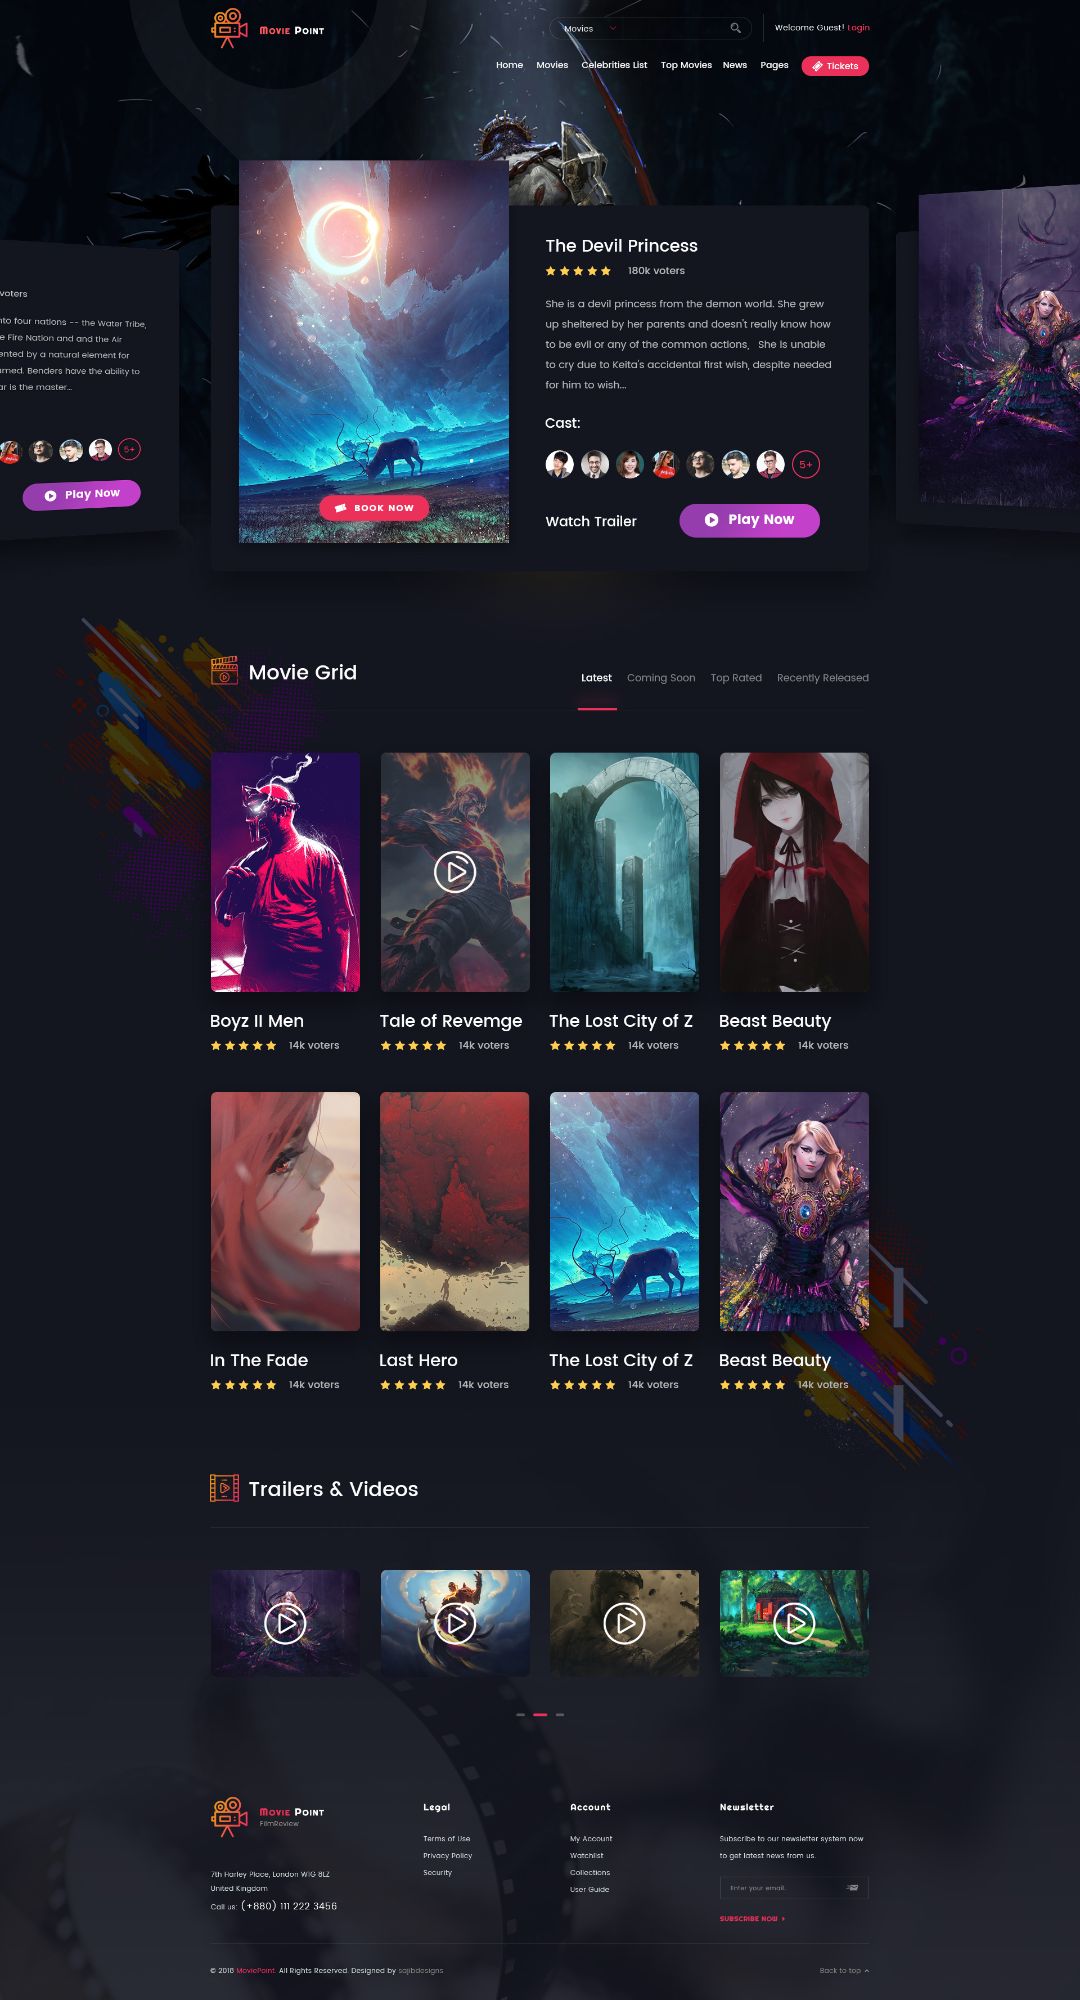 Movie Point
Movies
Welcome Guest! Login
Home Movies Celebrities List Top Movies News Pages Tickets
voters
nto four nations -- the Water Tribe,
e Fire Nation and and the Air
ented by a natural element for
amed. Benders have the ability to
ar is the master...
5+
Play Now
BOOK NOW
The Devil Princess
180k voters
She is a devil princess from the demon world. She grew
up sheltered by her parents and doesn't really know how
to be evil or any of the common actions, She is unable
to cry due to Keita's accidental first wish, despite needed
for him to wish...
Cast:
5+
Watch Trailer
Play Now
Movie Grid
Latest Coming Soon Top Rated Recently Released
Boyz II Men
14k voters
Tale of Revemge
14k voters
The Lost City of Z
14k voters
Beast Beauty
14k voters
In The Fade
14k voters
Last Hero
14k voters
The Lost City of Z
14k voters
Beast Beauty
14k voters
Trailers & Videos
Movie Point
FilmReview
7th Harley Place, London W1G 8LZ
United Kingdom
Call us: (+880) 111 222 3456
Legal
Terms of Use
Privacy Policy
Security
Account
My Account
Watchlist
Collections
User Guide
Newsletter
Subscribe to our newsletter system now
to get latest news from us.
Enter your email.
SUBSCRIBE NOW
© 2018 MoviePoint. All Rights Reserved. Designed by sajibdesigns
Back to top